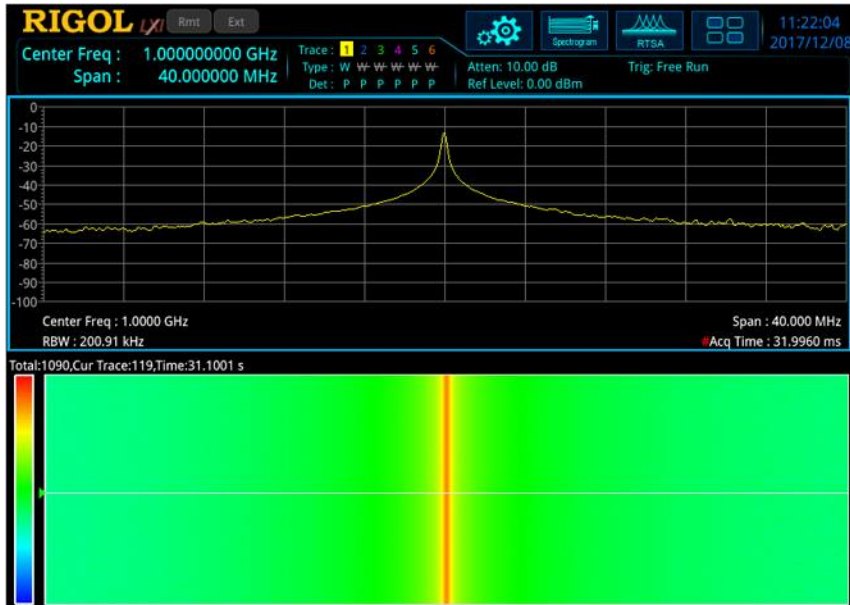 RIGOL LXI Rmt Ext
Spectrogram
RTSA
11:22:04
2017/12/08
Center Freq : 1.000000000 GHz
Span : 40.000000 MHz
Trace : 1 2 3 4 5 6
Type : W W W W W W
Det : P P P P P P
Atten: 10.00 dB
Trig: Free Run
Ref Level: 0.00 dBm
0
-10
-20
-30
-40
-50
-60
-70
-80
-90
-100
Center Freq : 1.0000 GHz
Span : 40.000 MHz
RBW : 200.91 kHz
#Acq Time : 31.9960 ms
Total:1090,Cur Trace:119,Time:31.1001 s